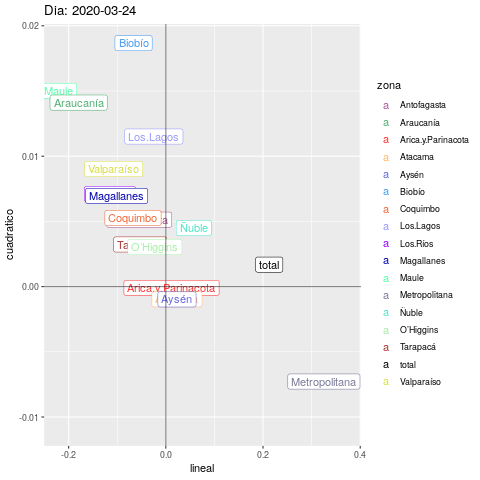 Dia: 2020-03-24
0.02
0.01
0.00
-0.01
cuadratico
Biobío
Maule
Araucanía
Los.Lagos
Valparaíso
Magallanes
Coquimbo
Ñuble
O'Higgins
total
Arica.y.Parinacota
Aysén
Metropolitana
-0.2
0.0
0.2
0.4
lineal
zona
a Antofagasta
a Araucanía
a Arica.y.Parinacota
a Atacama
a Aysén
a Biobío
a Coquimbo
a Los.Lagos
a Los.Ríos
a Magallanes
a Maule
a Metropolitana
a Ñuble
a O'Higgins
a Tarapacá
a total
a Valparaíso